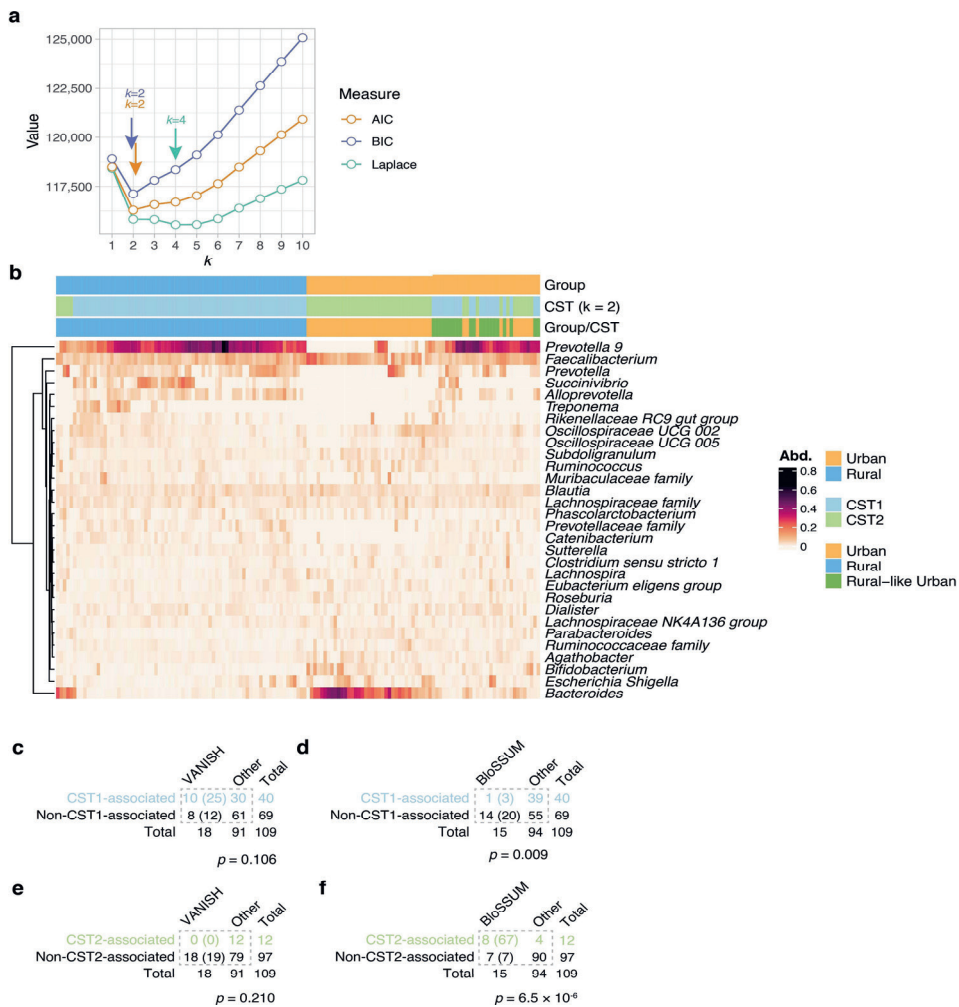 a
125,000
122,500
120,000
117,500
Value
k=2
k=2
k=4
1 2 3 4 5 6 7 8 9 10
k
Measure
AIC
BIC
Laplace
b
Group
CST (k = 2)
Group/CST
Prevotella 9
Faecalibacterium
Prevotella
Succinivibrio
Alloprevotella
Treponema
Rikenellaceae RC9 gut group
Oscillospiraceae UCG 002
Oscillospiraceae UCG 005
Subdoligranulum
Ruminococcus
Muribaculaceae family
Blautia
Lachnospiraceae family
Phascolarctobacterium
Prevotellaceae family
Catenibacterium
Sutterella
Clostridium sensu stricto 1
Lachnospira
Eubacterium eligens group
Roseburia
Dialister
Lachnospiraceae NK4A136 group
Parabacteroides
Ruminococcaceae family
Agathobacter
Bifidobacterium
Escherichia Shigella
Bacteroides
Abd.
0.8
0.6
0.4
0.2
0
Urban
Rural
CST1
CST2
Urban
Rural
Rural-like Urban
c
VANISH Other Total
CST1-associated 10 (25) 30 40
Non-CST1-associated 8 (12) 61 69
Total 18 91 109
p = 0.106
d
BloSSUM Other Total
CST1-associated 1 (3) 39 40
Non-CST1-associated 14 (20) 55 69
Total 15 94 109
p = 0.009
e
VANISH Other Total
CST2-associated 0 (0) 12 12
Non-CST2-associated 18 (19) 79 97
Total 18 91 109
p = 0.210
f
BloSSUM Other Total
CST2-associated 8 (67) 4 12
Non-CST2-associated 7 (7) 90 97
Total 15 94 109
p = 6.5 × 10⁻⁶